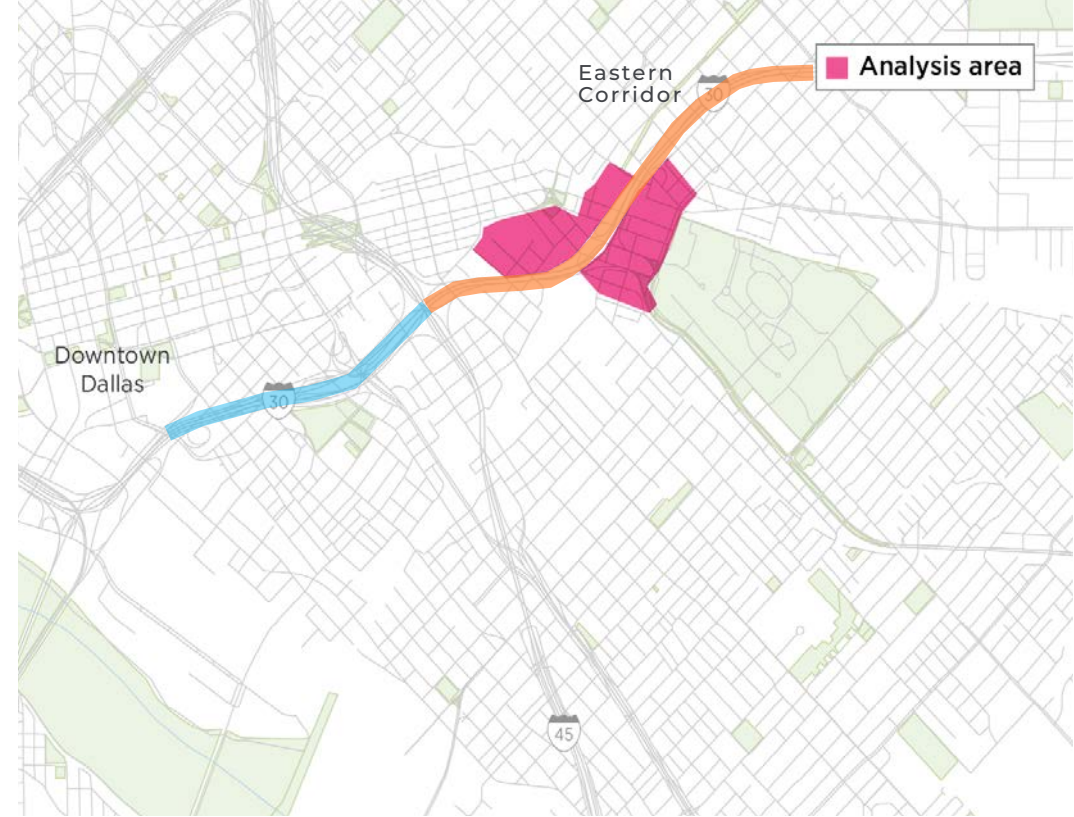 Eastern
Corridor
30
Analysis area
Downtown
Dallas
30
45